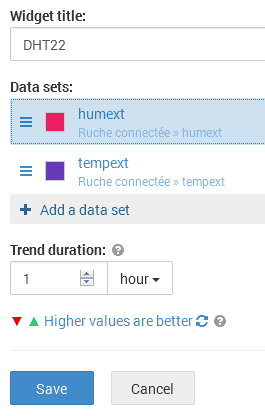 Widget title:
DHT22
Data sets:
humext
Ruche connectée » humext
tempext
Ruche connectée » tempext
+ Add a data set
Trend duration:
1 hour
Higher values are better
Save Cancel